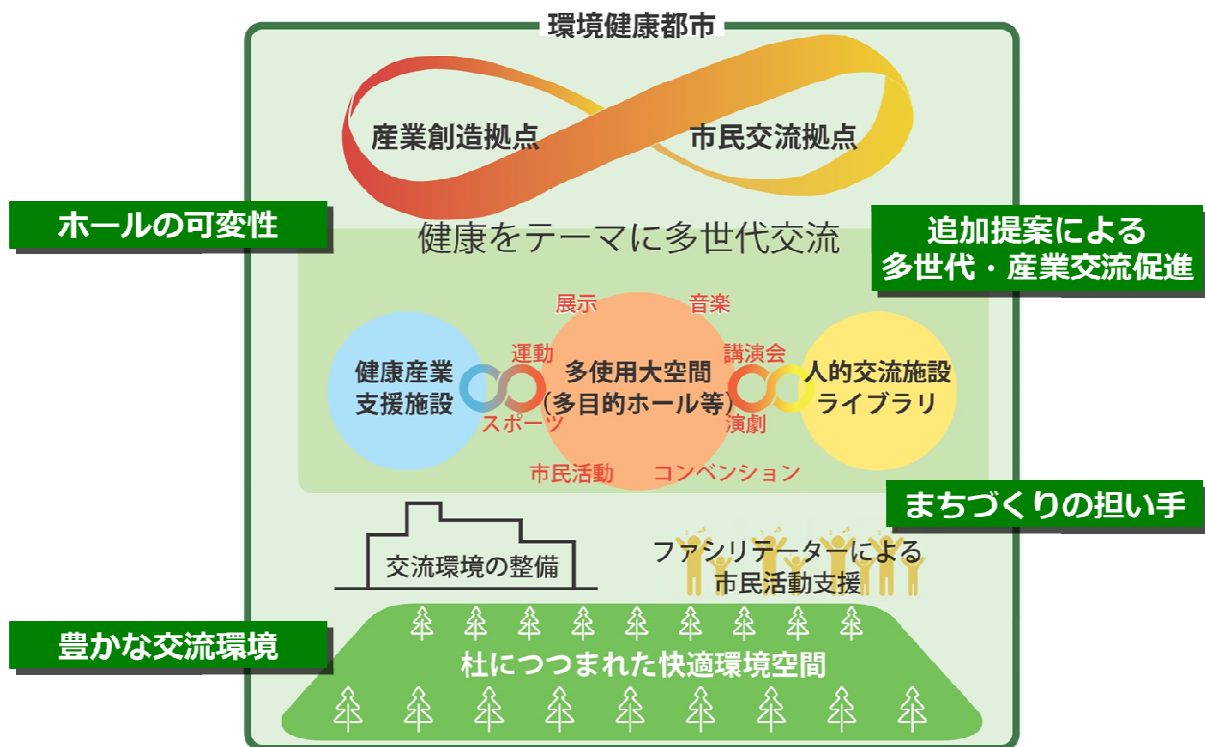 環境健康都市
産業創造拠点
市民交流拠点
ホールの可変性
健康をテーマに多世代交流
追加提案による
多世代・産業交流促進
展示
音楽
運動
講演会
健康産業
支援施設
多使用大空間
(多目的ホール等)
人的交流施設
ライブラリ
スポーツ
演劇
市民活動
コンベンション
まちづくりの担い手
交流環境の整備
ファシリテーターによる
市民活動支援
豊かな交流環境
杜につつまれた快適環境空間